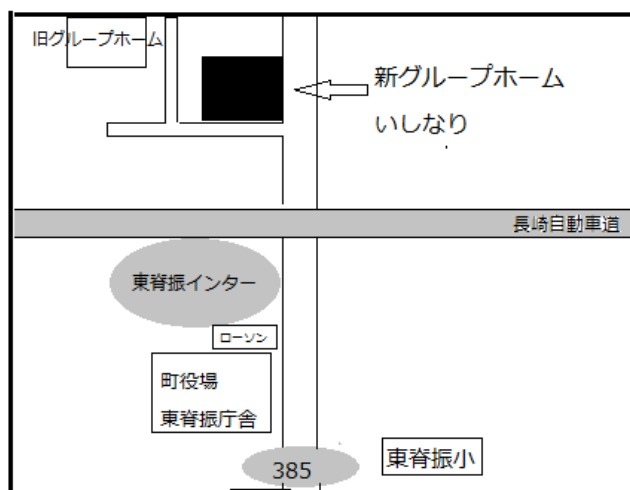 旧グループホーム
新グループホーム
いしなり
長崎自動車道
東脊振インター
ローソン
町役場
東脊振庁舎
東脊振小
385